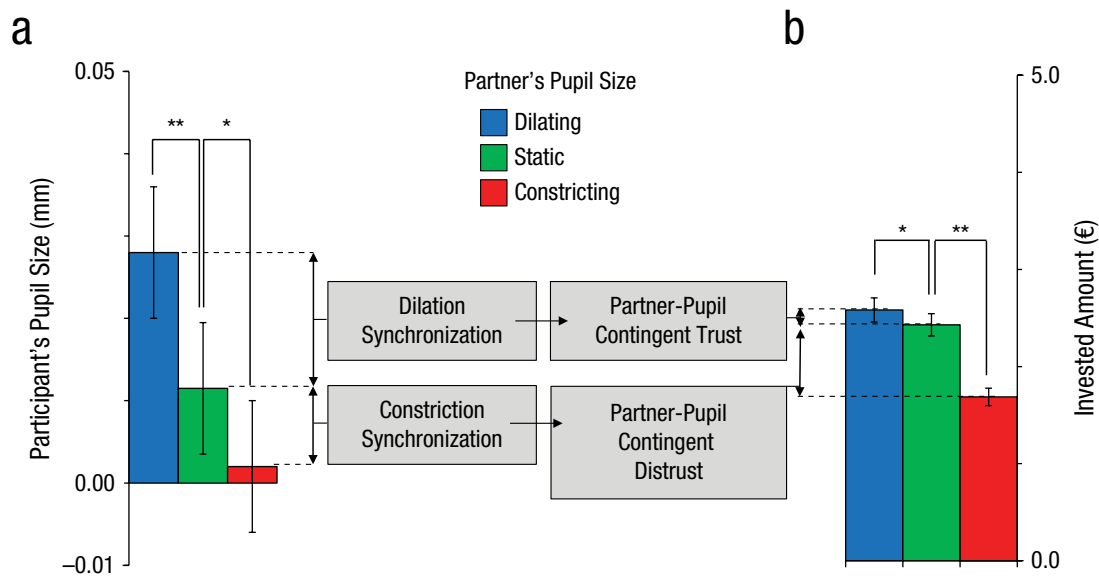 a
b
0.05
0.00
–0.01
Participant's Pupil Size (mm)
**
*
Partner's Pupil Size
Dilating
Static
Constricting
Dilation
Synchronization
Partner-Pupil
Contingent Trust
Constriction
Synchronization
Partner-Pupil
Contingent
Distrust
*
**
5.0
0.0
Invested Amount (€)